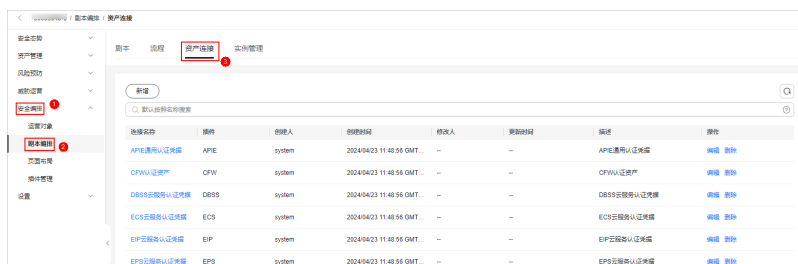 / 剧本编排 / 资产连接
安全态势
资产管理
风险预防
威胁运营
安全编排 1
运营对象
剧本编排 2
页面布局
插件管理
设置
剧本 流程 资产连接 实例管理
3
新增
默认按照名称搜索
连接名称 插件 创建人 创建时间 修改人 更新时间 描述 操作
APIE通用认证凭据 APIE system 2024/04/23 11:48:56 GMT... -- -- APIE通用认证凭据 编辑 删除
CFW认证资产 CFW system 2024/04/23 11:48:56 GMT... -- -- CFW认证资产 编辑 删除
DBSS云服务认证凭据 DBSS system 2024/04/23 11:48:56 GMT... -- -- DBSS云服务认证凭据 编辑 删除
ECS云服务认证凭据 ECS system 2024/04/23 11:48:56 GMT... -- -- ECS云服务认证凭据 编辑 删除
EIP云服务认证凭据 EIP system 2024/04/23 11:48:56 GMT... -- -- EIP云服务认证凭据 编辑 删除
EPS云服务认证凭据 EPS system 2024/04/23 11:48:56 GMT... -- -- EPS云服务认证凭据 编辑 删除